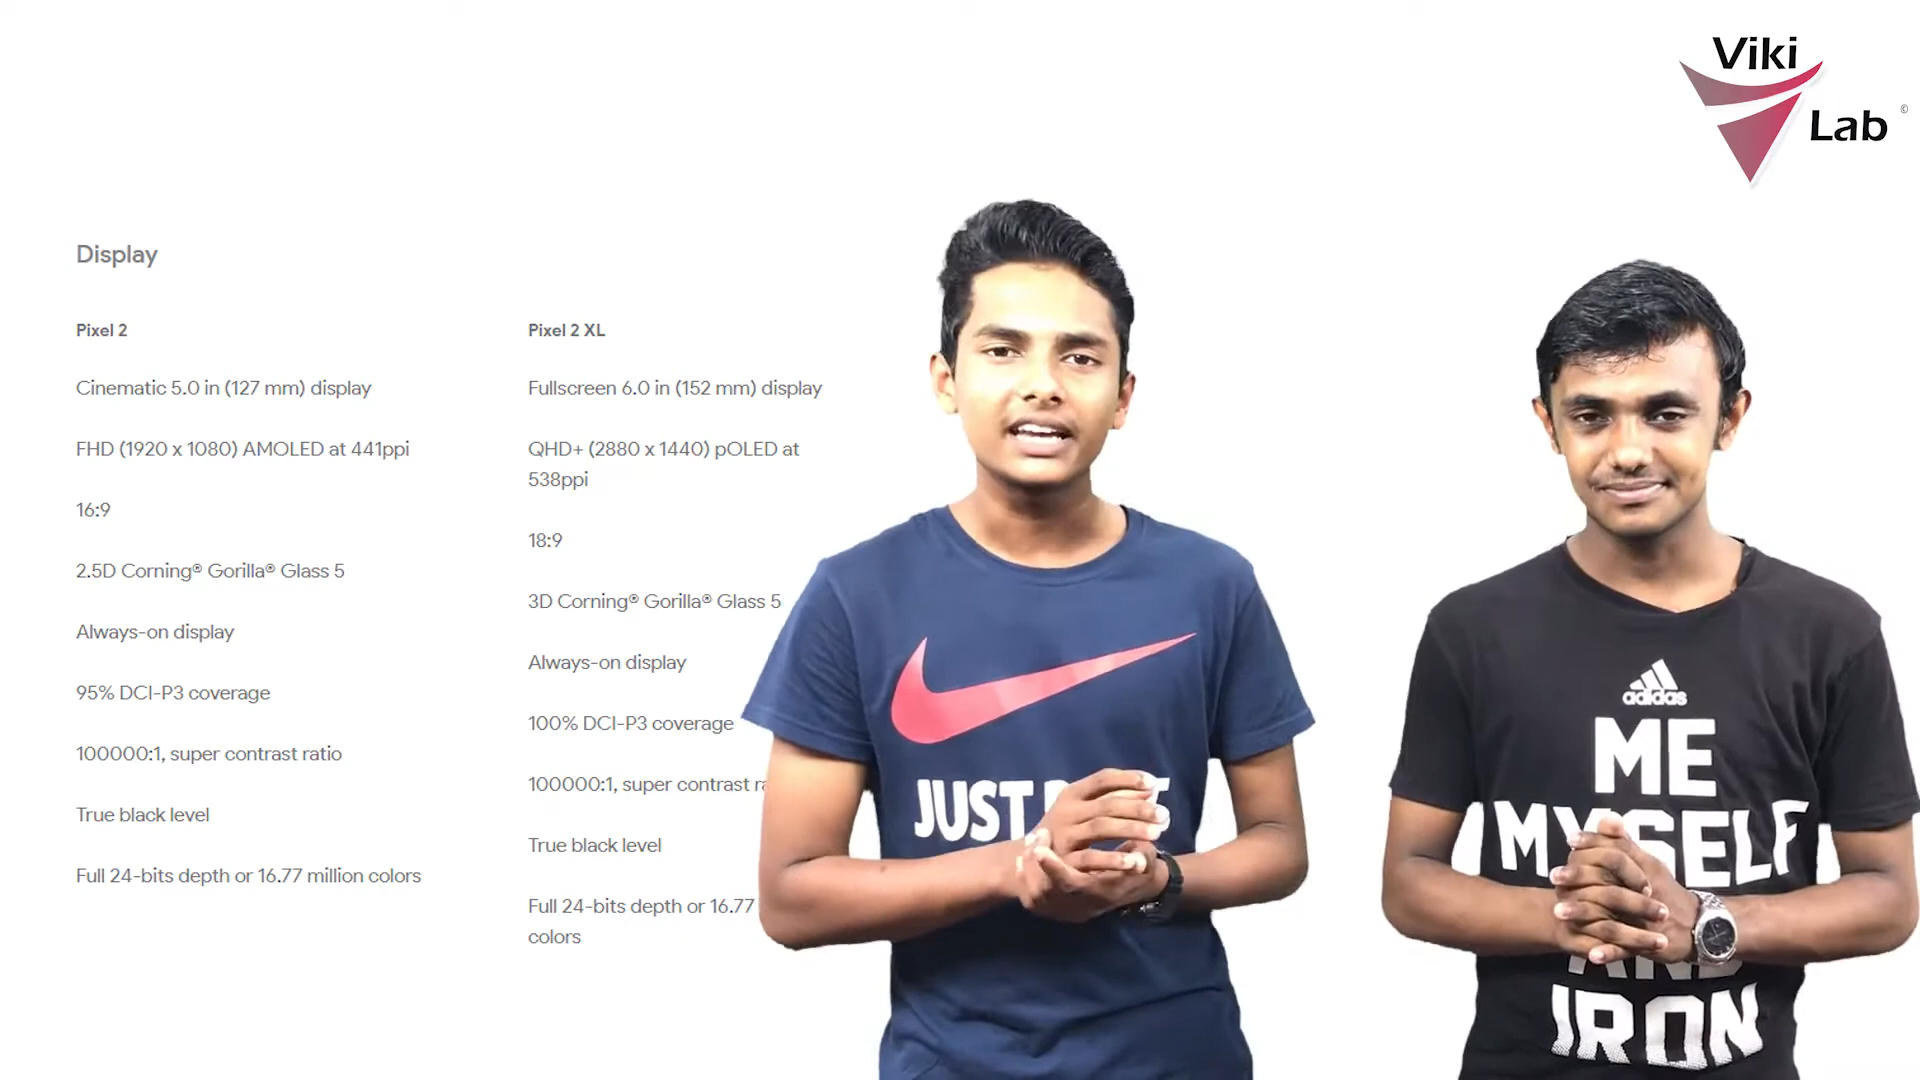 Viki
Lab ©
Display
Pixel 2
Cinematic 5.0 in (127 mm) display
FHD (1920 x 1080) AMOLED at 441ppi
16:9
2.5D Corning® Gorilla® Glass 5
Always-on display
95% DCI-P3 coverage
100000:1, super contrast ratio
True black level
Full 24-bits depth or 16.77 million colors
Pixel 2 XL
Fullscreen 6.0 in (152 mm) display
QHD+ (2880 x 1440) pOLED at
538ppi
18:9
3D Corning® Gorilla® Glass 5
Always-on display
100% DCI-P3 coverage
100000:1, super contrast
True black level
Full 24-bits depth or 16.77
colors
JUST
adidas
ME
MYSELF
AND
IRON